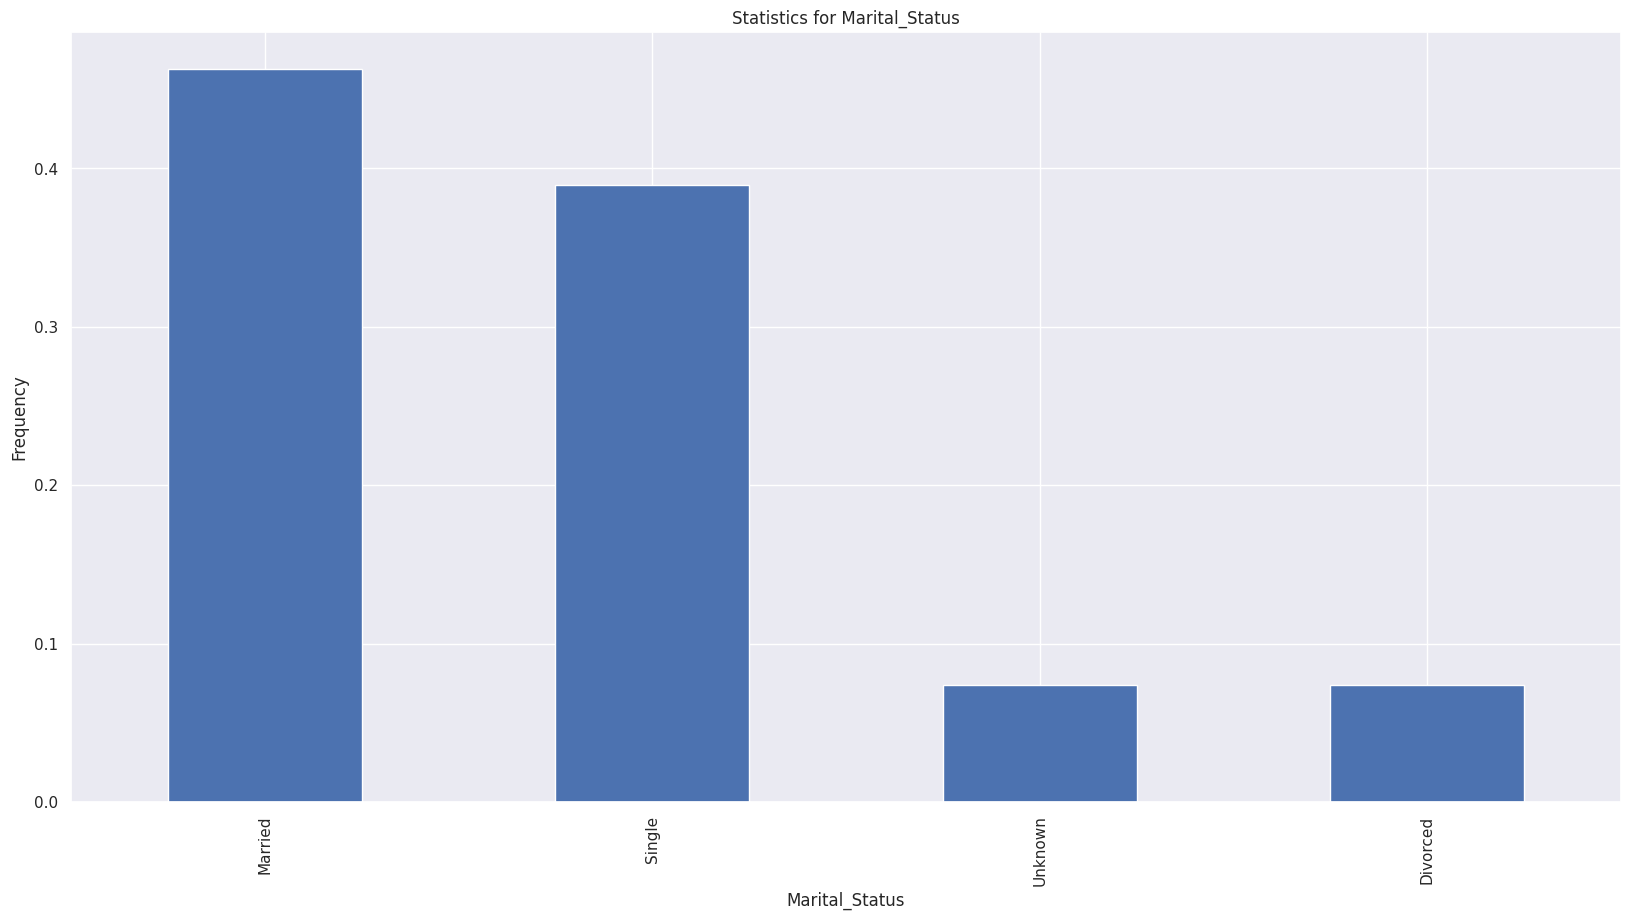 Statistics for Marital_Status
Frequency
0.4
0.3
0.2
0.1
0.0
Married
Single
Unknown
Divorced
Marital_Status